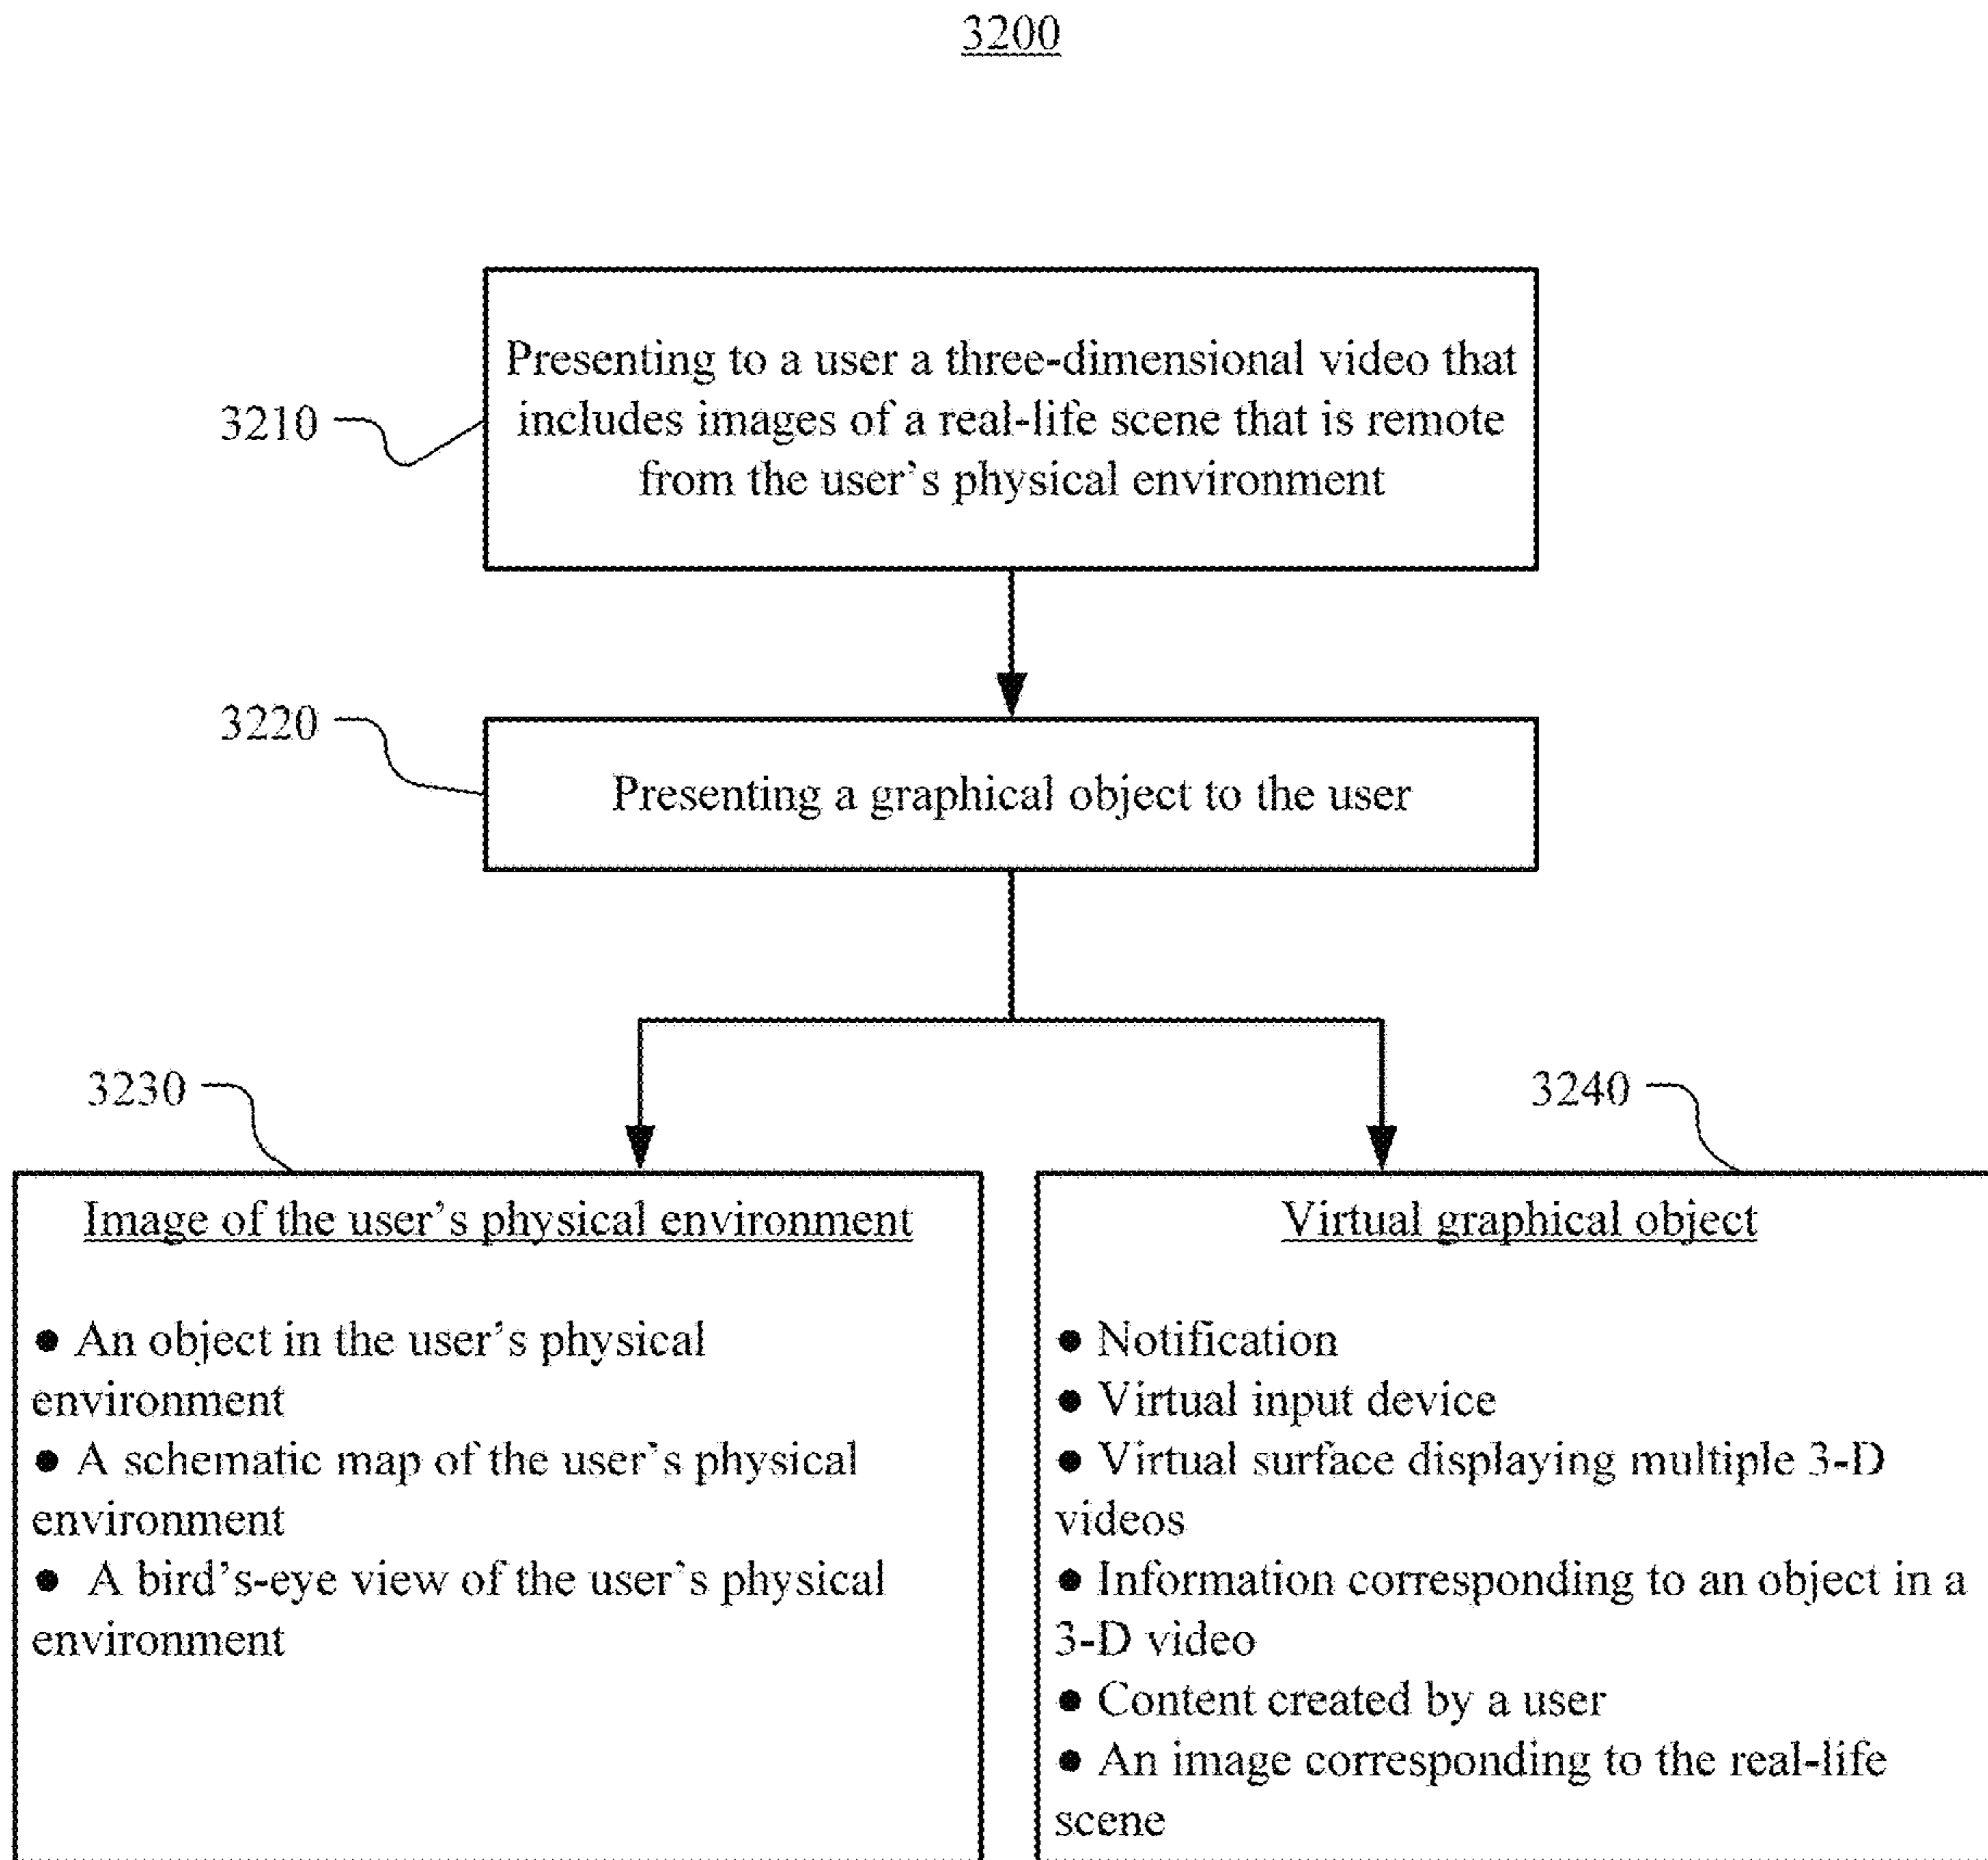 3200
3210
Presenting to a user a three-dimensional video that
includes images of a real-life scene that is remote
from the user's physical environment
3220
Presenting a graphical object to the user
3230
Image of the user's physical environment
● An object in the user's physical
environment
● A schematic map of the user's physical
environment
● A bird's-eye view of the user's physical
environment
3240
Virtual graphical object
● Notification
● Virtual input device
● Virtual surface displaying multiple 3-D
videos
● Information corresponding to an object in a
3-D video
● Content created by a user
● An image corresponding to the real-life
scene